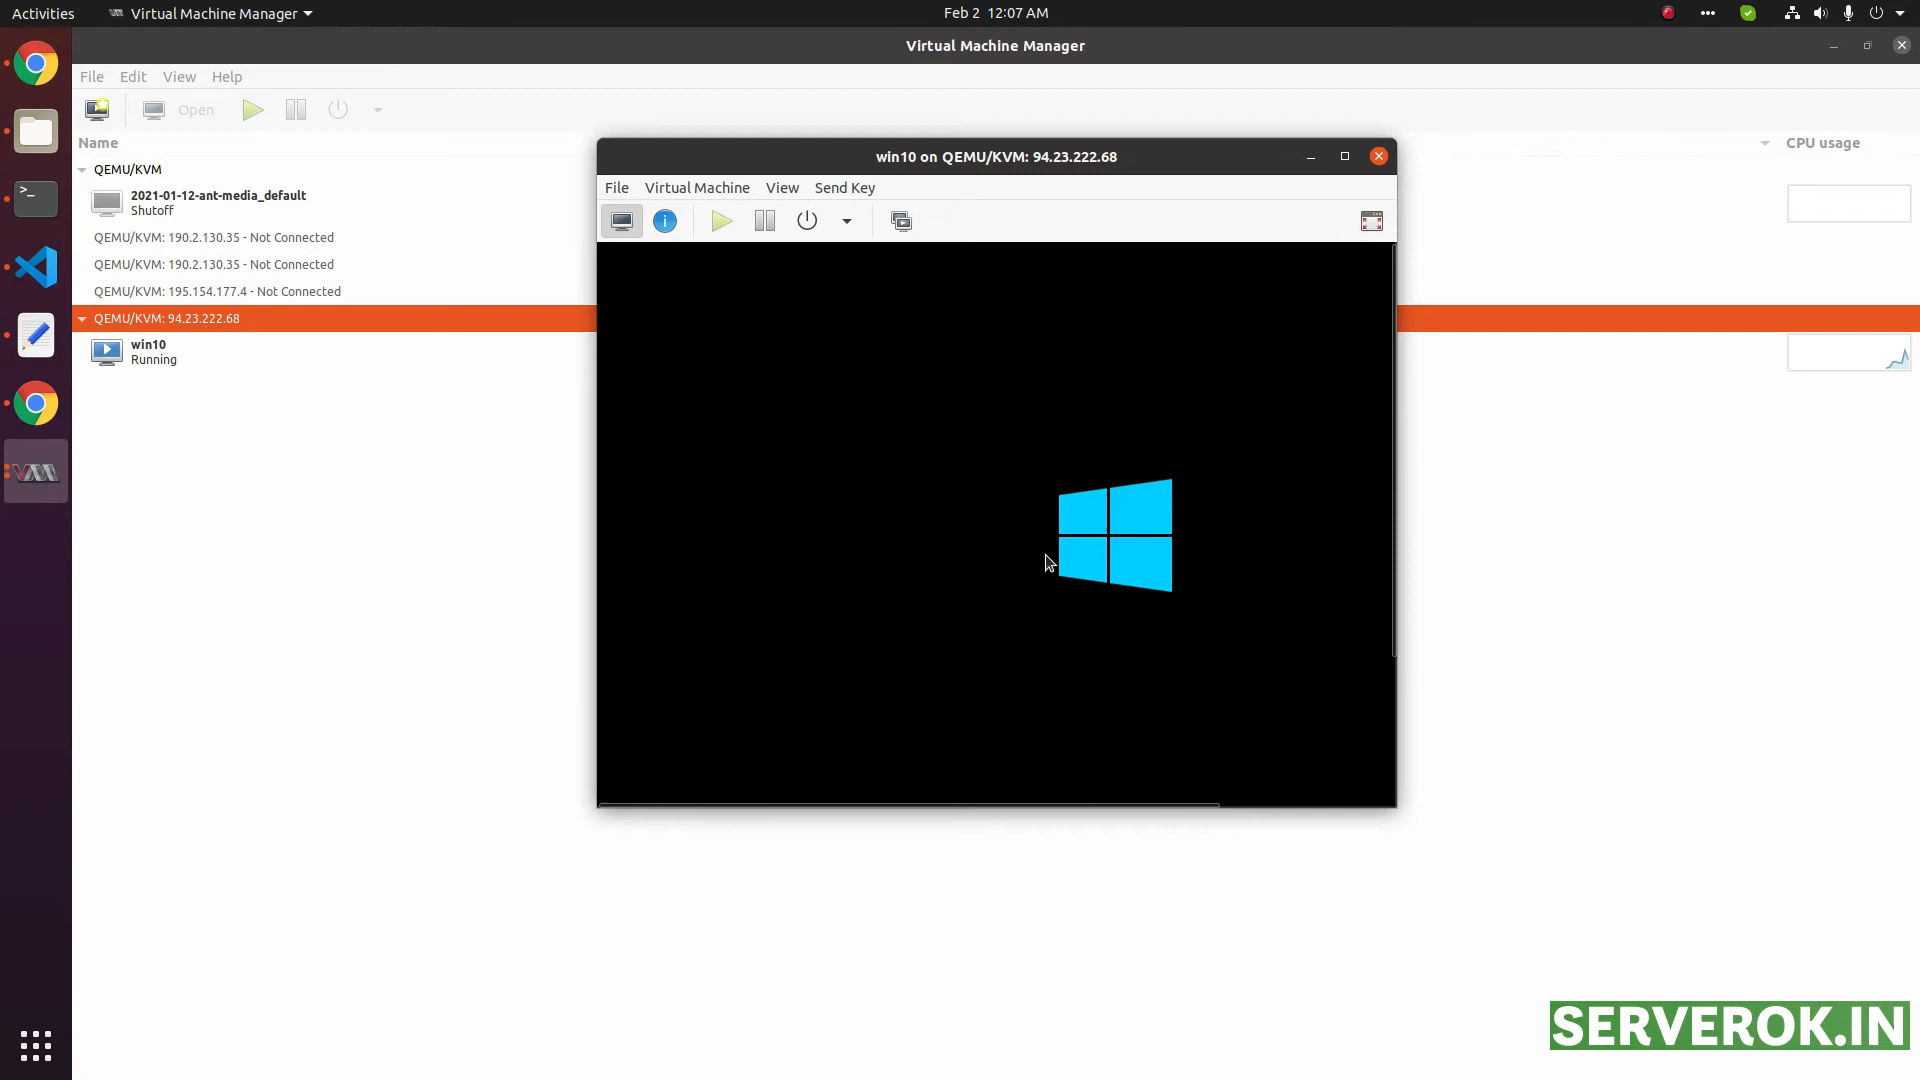 Activities
Virtual Machine Manager
Feb 2 12:07 AM
Virtual Machine Manager
File Edit View Help
Open
Name
CPU usage
QEMU/KVM
2021-01-12-ant-media_default
Shutoff
QEMU/KVM: 190.2.130.35 - Not Connected
QEMU/KVM: 190.2.130.35 - Not Connected
QEMU/KVM: 195.154.177.4 - Not Connected
QEMU/KVM: 94.23.222.68
win10
Running
win10 on QEMU/KVM: 94.23.222.68
File Virtual Machine View Send Key
SERVEROK.IN